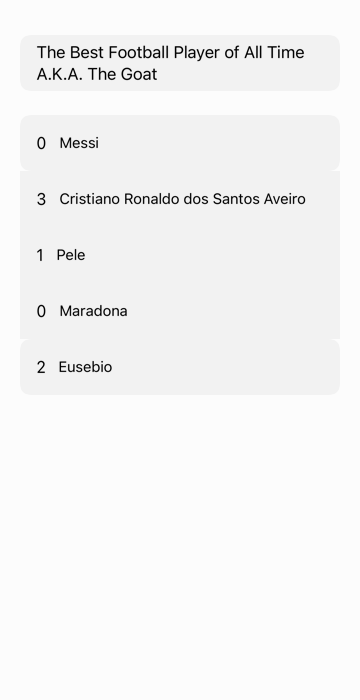 The Best Football Player of All Time
A.K.A. The Goat
0 Messi
3 Cristiano Ronaldo dos Santos Aveiro
1 Pele
0 Maradona
2 Eusebio